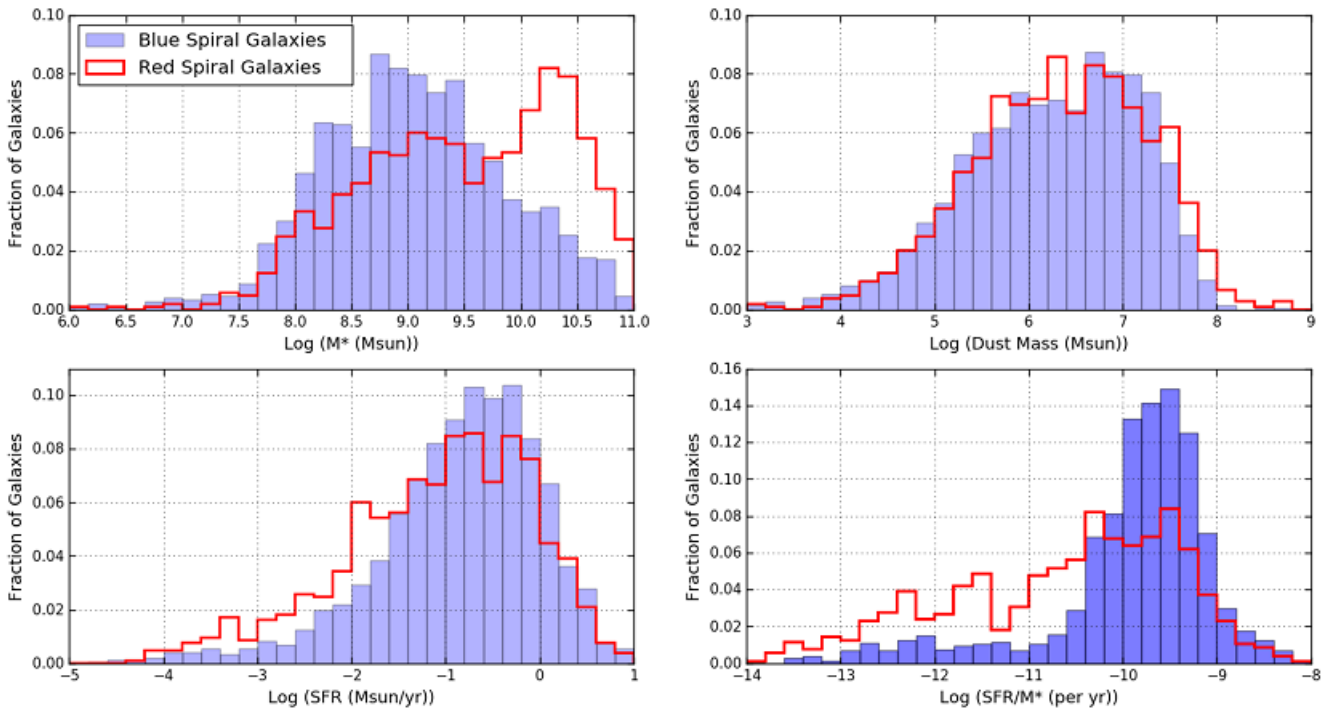 Blue Spiral Galaxies
Red Spiral Galaxies
Fraction of Galaxies
0.10
0.08
0.06
0.04
0.02
0.00
6.0 6.5 7.0 7.5 8.0 8.5 9.0 9.5 10.0 10.5 11.0
Log (M* (Msun))
Fraction of Galaxies
0.10
0.08
0.06
0.04
0.02
0.00
3 4 5 6 7 8 9
Log (Dust Mass (Msun))
Fraction of Galaxies
0.10
0.08
0.06
0.04
0.02
0.00
−5 −4 −3 −2 −1 0 1
Log (SFR (Msun/yr))
Fraction of Galaxies
0.16
0.14
0.12
0.10
0.08
0.06
0.04
0.02
0.00
−14 −13 −12 −11 −10 −9 −8
Log (SFR/M* (per yr))